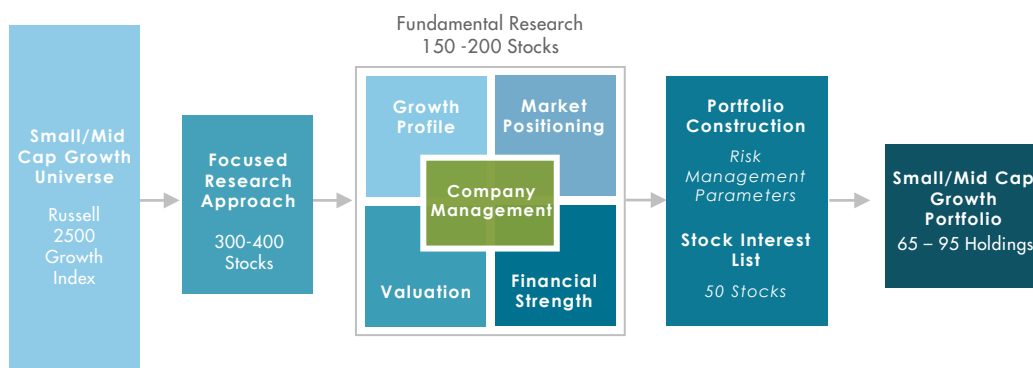 Small/Mid
Cap Growth
Universe
Russell
2500
Growth
Index
Focused
Research
Approach
300-400
Stocks
Fundamental Research
150 -200 Stocks
Growth
Profile
Market
Positioning
Company
Management
Valuation
Financial
Strength
Portfolio
Construction
Risk
Management
Parameters
Stock Interest
List
50 Stocks
Small/Mid Cap
Growth
Portfolio
65 – 95 Holdings